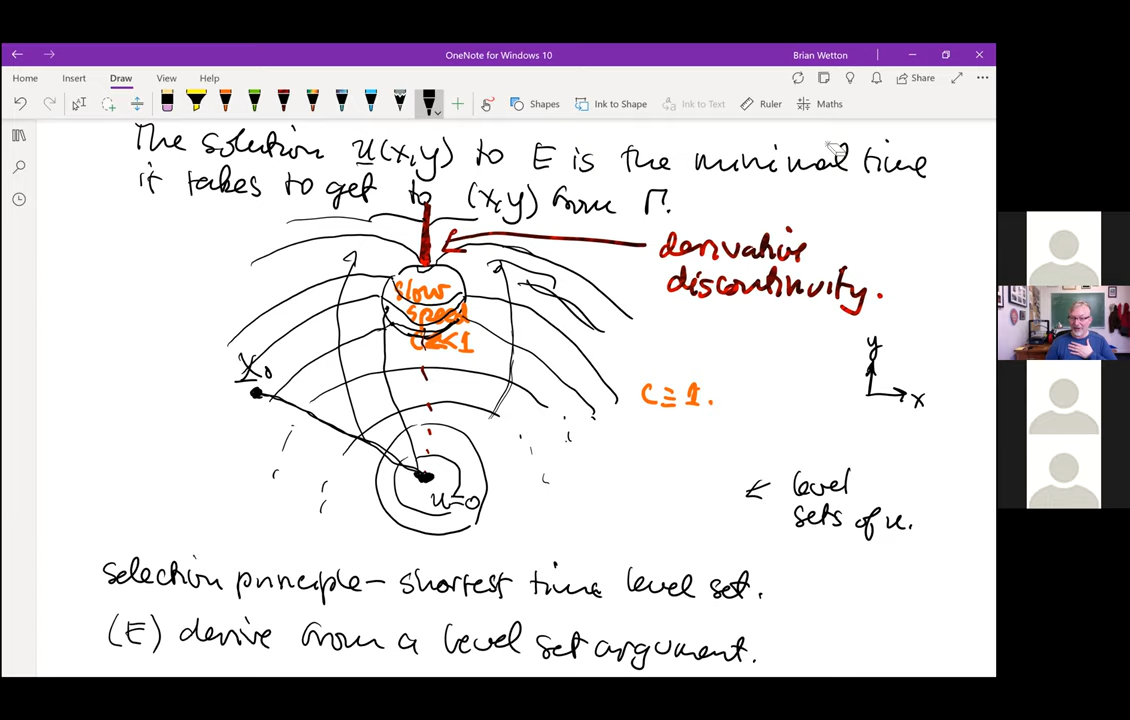 OneNote for Windows 10
Brian Wetton
Home Insert Draw View Help
Share
Shapes Ink to Shape Ink to Text Ruler Maths
The solution u(x,y) to E is the minimal time
it takes to get to (x,y) from Γ.
derivative
discontinuity.
slow
speed
C<<1
X₀
C≡1.
y
x
u=0
← level
sets of u.
selection principle – shortest time level set.
(E) derive from a level set argument.